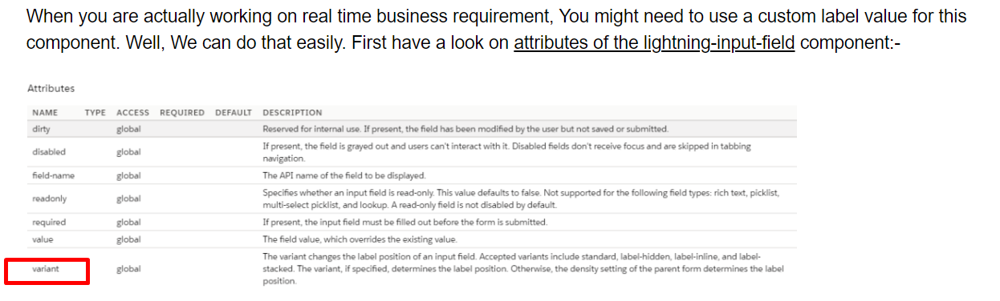 When you are actually working on real time business requirement, You might need to use a custom label value for this
component. Well, We can do that easily. First have a look on attributes of the lightning-input-field component:-
Attributes
NAME TYPE ACCESS REQUIRED DEFAULT DESCRIPTION
dirty global Reserved for internal use. If present, the field has been modified by the user but not saved or submitted.
disabled global If present, the field is grayed out and users can't interact with it. Disabled fields don't receive focus and are skipped in tabbing
navigation.
field-name global The API name of the field to be displayed.
readonly global Specifies whether an input field is read-only. This value defaults to false. Not supported for the following field types: rich text, picklist,
multi-select picklist, and lookup. A read-only field is not disabled by default.
required global If present, the input field must be filled out before the form is submitted.
value global The field value, which overrides the existing value.
variant global The variant changes the label position of an input field. Accepted variants include standard, label-hidden, label-inline, and label-
stacked. The variant, if specified, determines the label position. Otherwise, the density setting of the parent form determines the label
position.